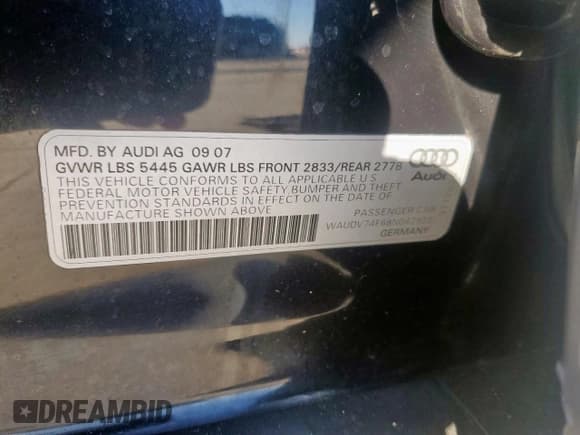 MFD. BY AUDI AG 09 07
GVWR LBS 5445 GAWR LBS FRONT 2833/REAR 2778
THIS VEHICLE CONFORMS TO ALL APPLICABLE U S
FEDERAL MOTOR VEHICLE SAFETY,BUMPER AND THEFT
PREVENTION STANDARDS IN EFFECT ON THE DATE OF
MANUFACTURE SHOWN ABOVE
Audi
PASSENGER CAR
GERMANY
DREAMBID